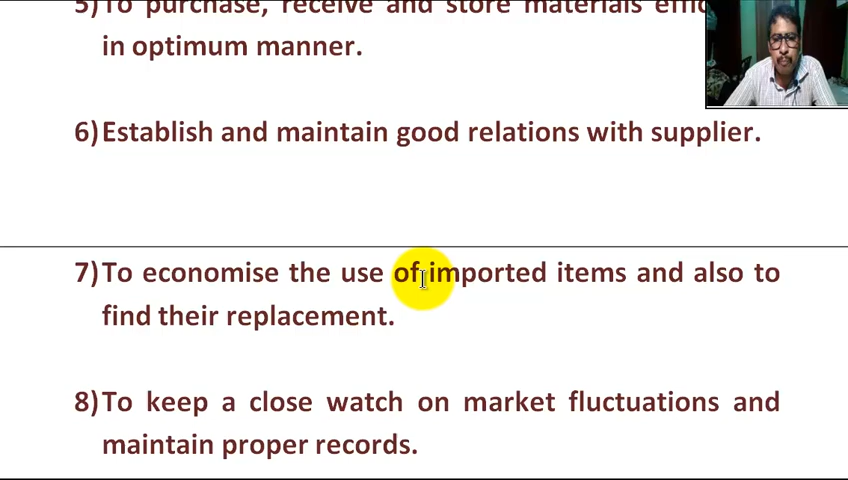 5)To purchase, receive and store materials
in optimum manner.
6)Establish and maintain good relations with supplier.
7)To economise the use of imported items and also to
find their replacement.
8)To keep a close watch on market fluctuations and
maintain proper records.